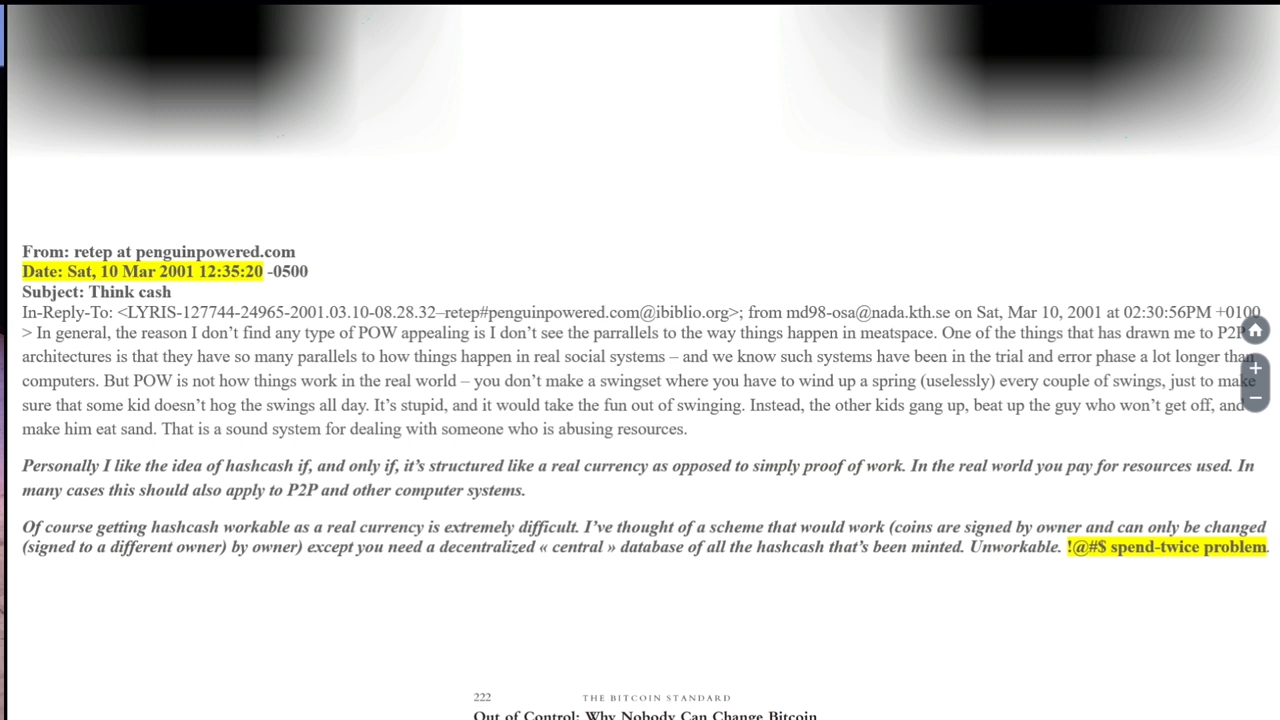 From: retep at penguinpowered.com
Date: Sat, 10 Mar 2001 12:35:20 -0500
Subject: Think cash
In-Reply-To: <LYRIS-127744-24965-2001.03.10-08.28.32–retep#penguinpowered.com@ibiblio.org>; from md98-osa@nada.kth.se on Sat, Mar 10, 2001 at 02:30:56PM +0100
> In general, the reason I don’t find any type of POW appealing is I don’t see the parrallels to the way things happen in meatspace. One of the things that has drawn me to P2P
architectures is that they have so many parallels to how things happen in real social systems – and we know such systems have been in the trial and error phase a lot longer than
computers. But POW is not how things work in the real world – you don’t make a swingset where you have to wind up a spring (uselessly) every couple of swings, just to make
sure that some kid doesn’t hog the swings all day. It’s stupid, and it would take the fun out of swinging. Instead, the other kids gang up, beat up the guy who won’t get off, and
make him eat sand. That is a sound system for dealing with someone who is abusing resources.
Personally I like the idea of hashcash if, and only if, it’s structured like a real currency as opposed to simply proof of work. In the real world you pay for resources used. In
many cases this should also apply to P2P and other computer systems.
Of course getting hashcash workable as a real currency is extremely difficult. I’ve thought of a scheme that would work (coins are signed by owner and can only be changed
(signed to a different owner) by owner) except you need a decentralized « central » database of all the hashcash that’s been minted. Unworkable. !@#$ spend-twice problem.
222 THE BITCOIN STANDARD
Out of Control: Why Nobody Can Change Bitcoin